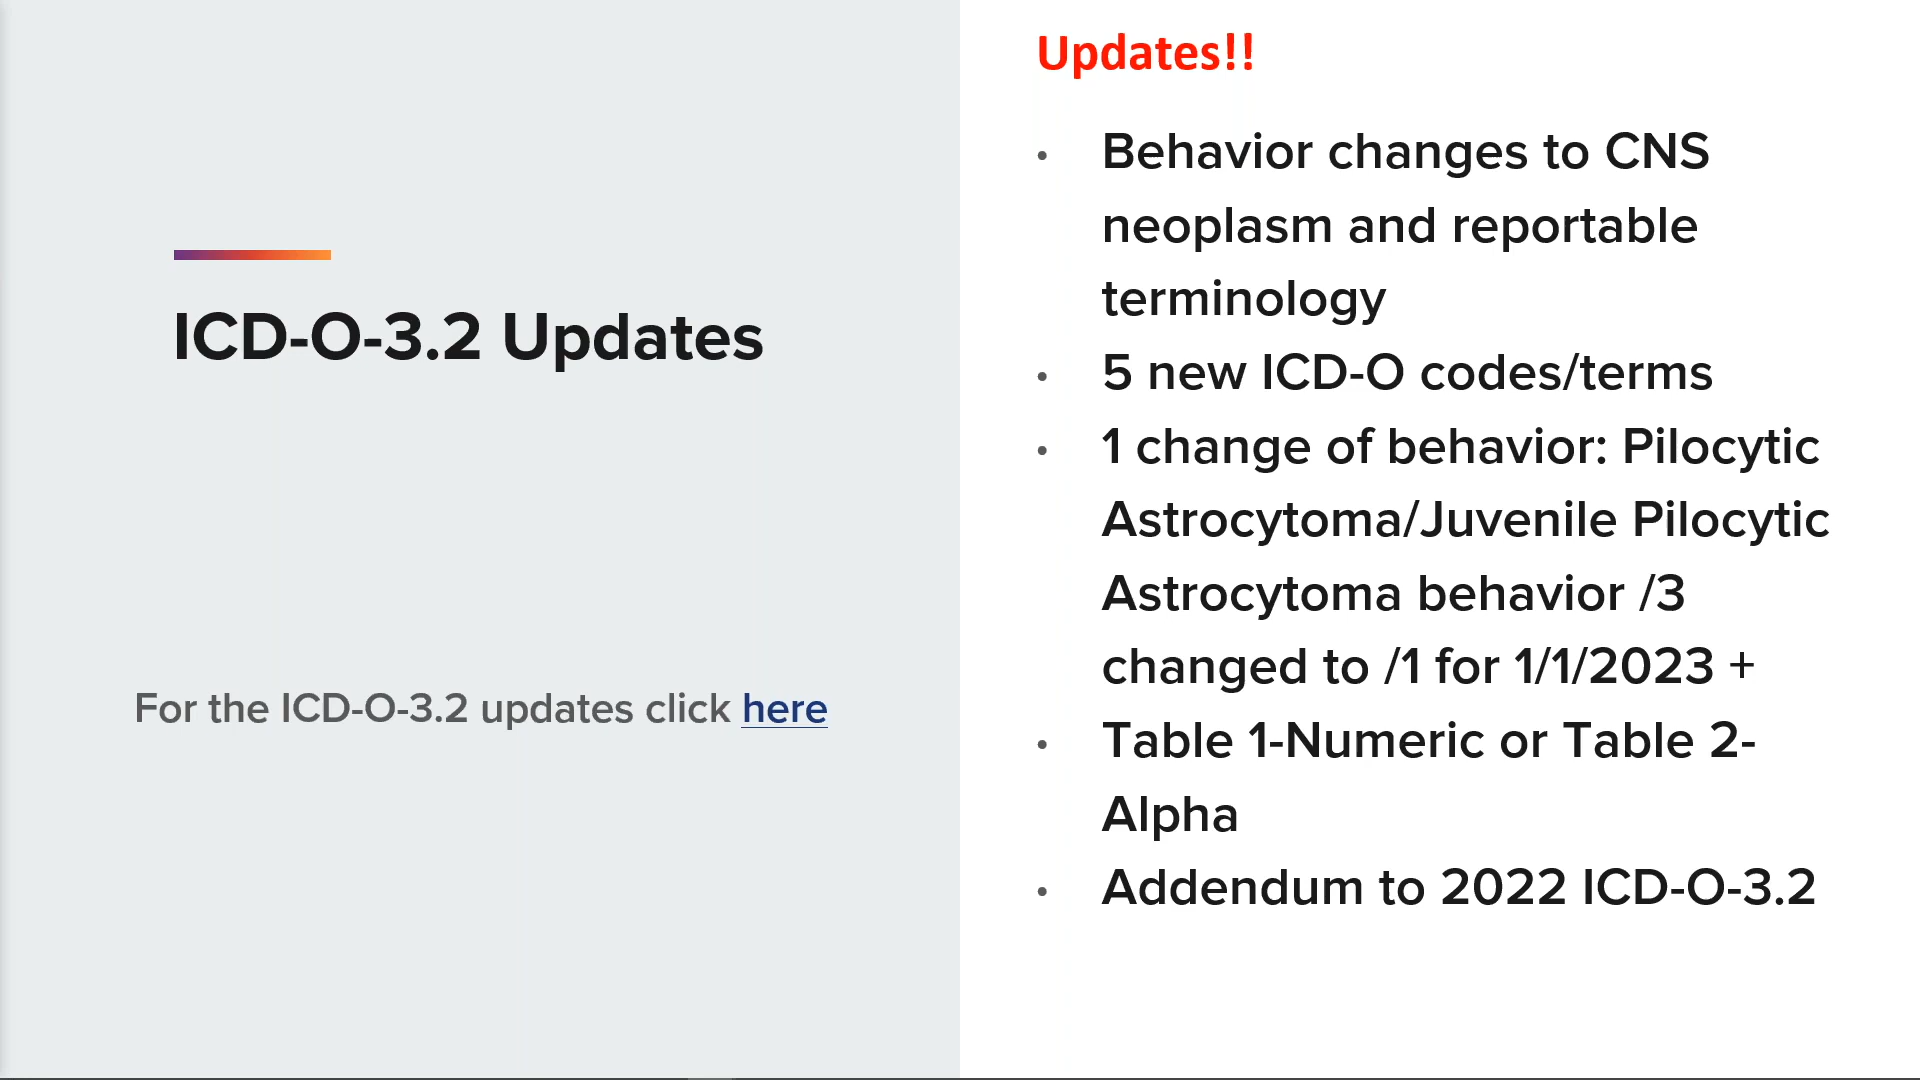 ICD-O-3.2 Updates
For the ICD-O-3.2 updates click here
Updates!!
• Behavior changes to CNS
neoplasm and reportable
terminology
• 5 new ICD-O codes/terms
• 1 change of behavior: Pilocytic
Astrocytoma/Juvenile Pilocytic
Astrocytoma behavior /3
changed to /1 for 1/1/2023 +
• Table 1-Numeric or Table 2-
Alpha
• Addendum to 2022 ICD-O-3.2